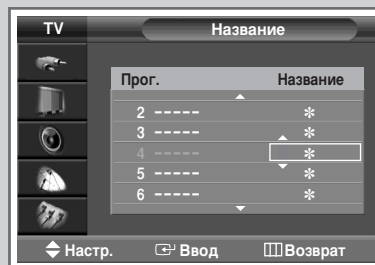 TV Название
Прог. Название
2 ----- ✻
3 ----- ✻
4 ----- ✻
5 ----- ✻
6 ----- ✻
Настр. Ввод Возврат